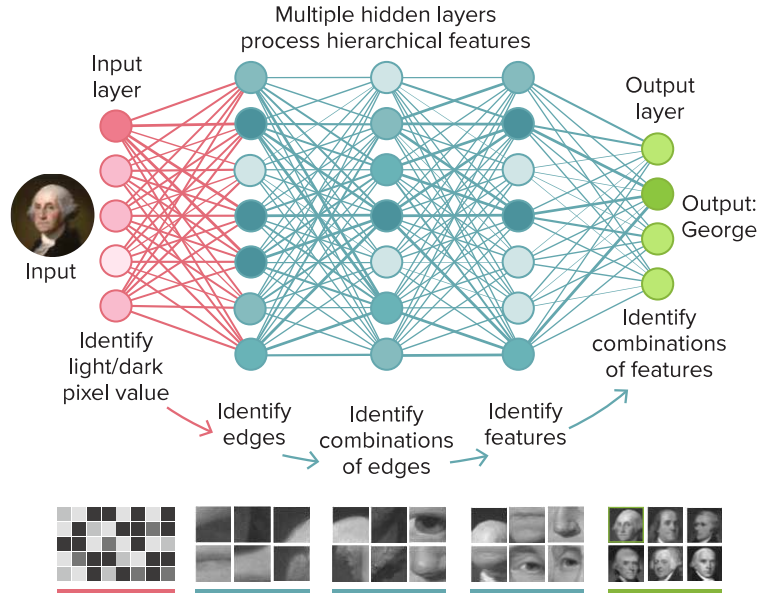 Multiple hidden layers
process hierarchical features
Input
layer
Output
layer
Input
Output:
George
Identify
light/dark
pixel value
Identify
edges
Identify
combinations
of edges
Identify
features
Identify
combinations
of features